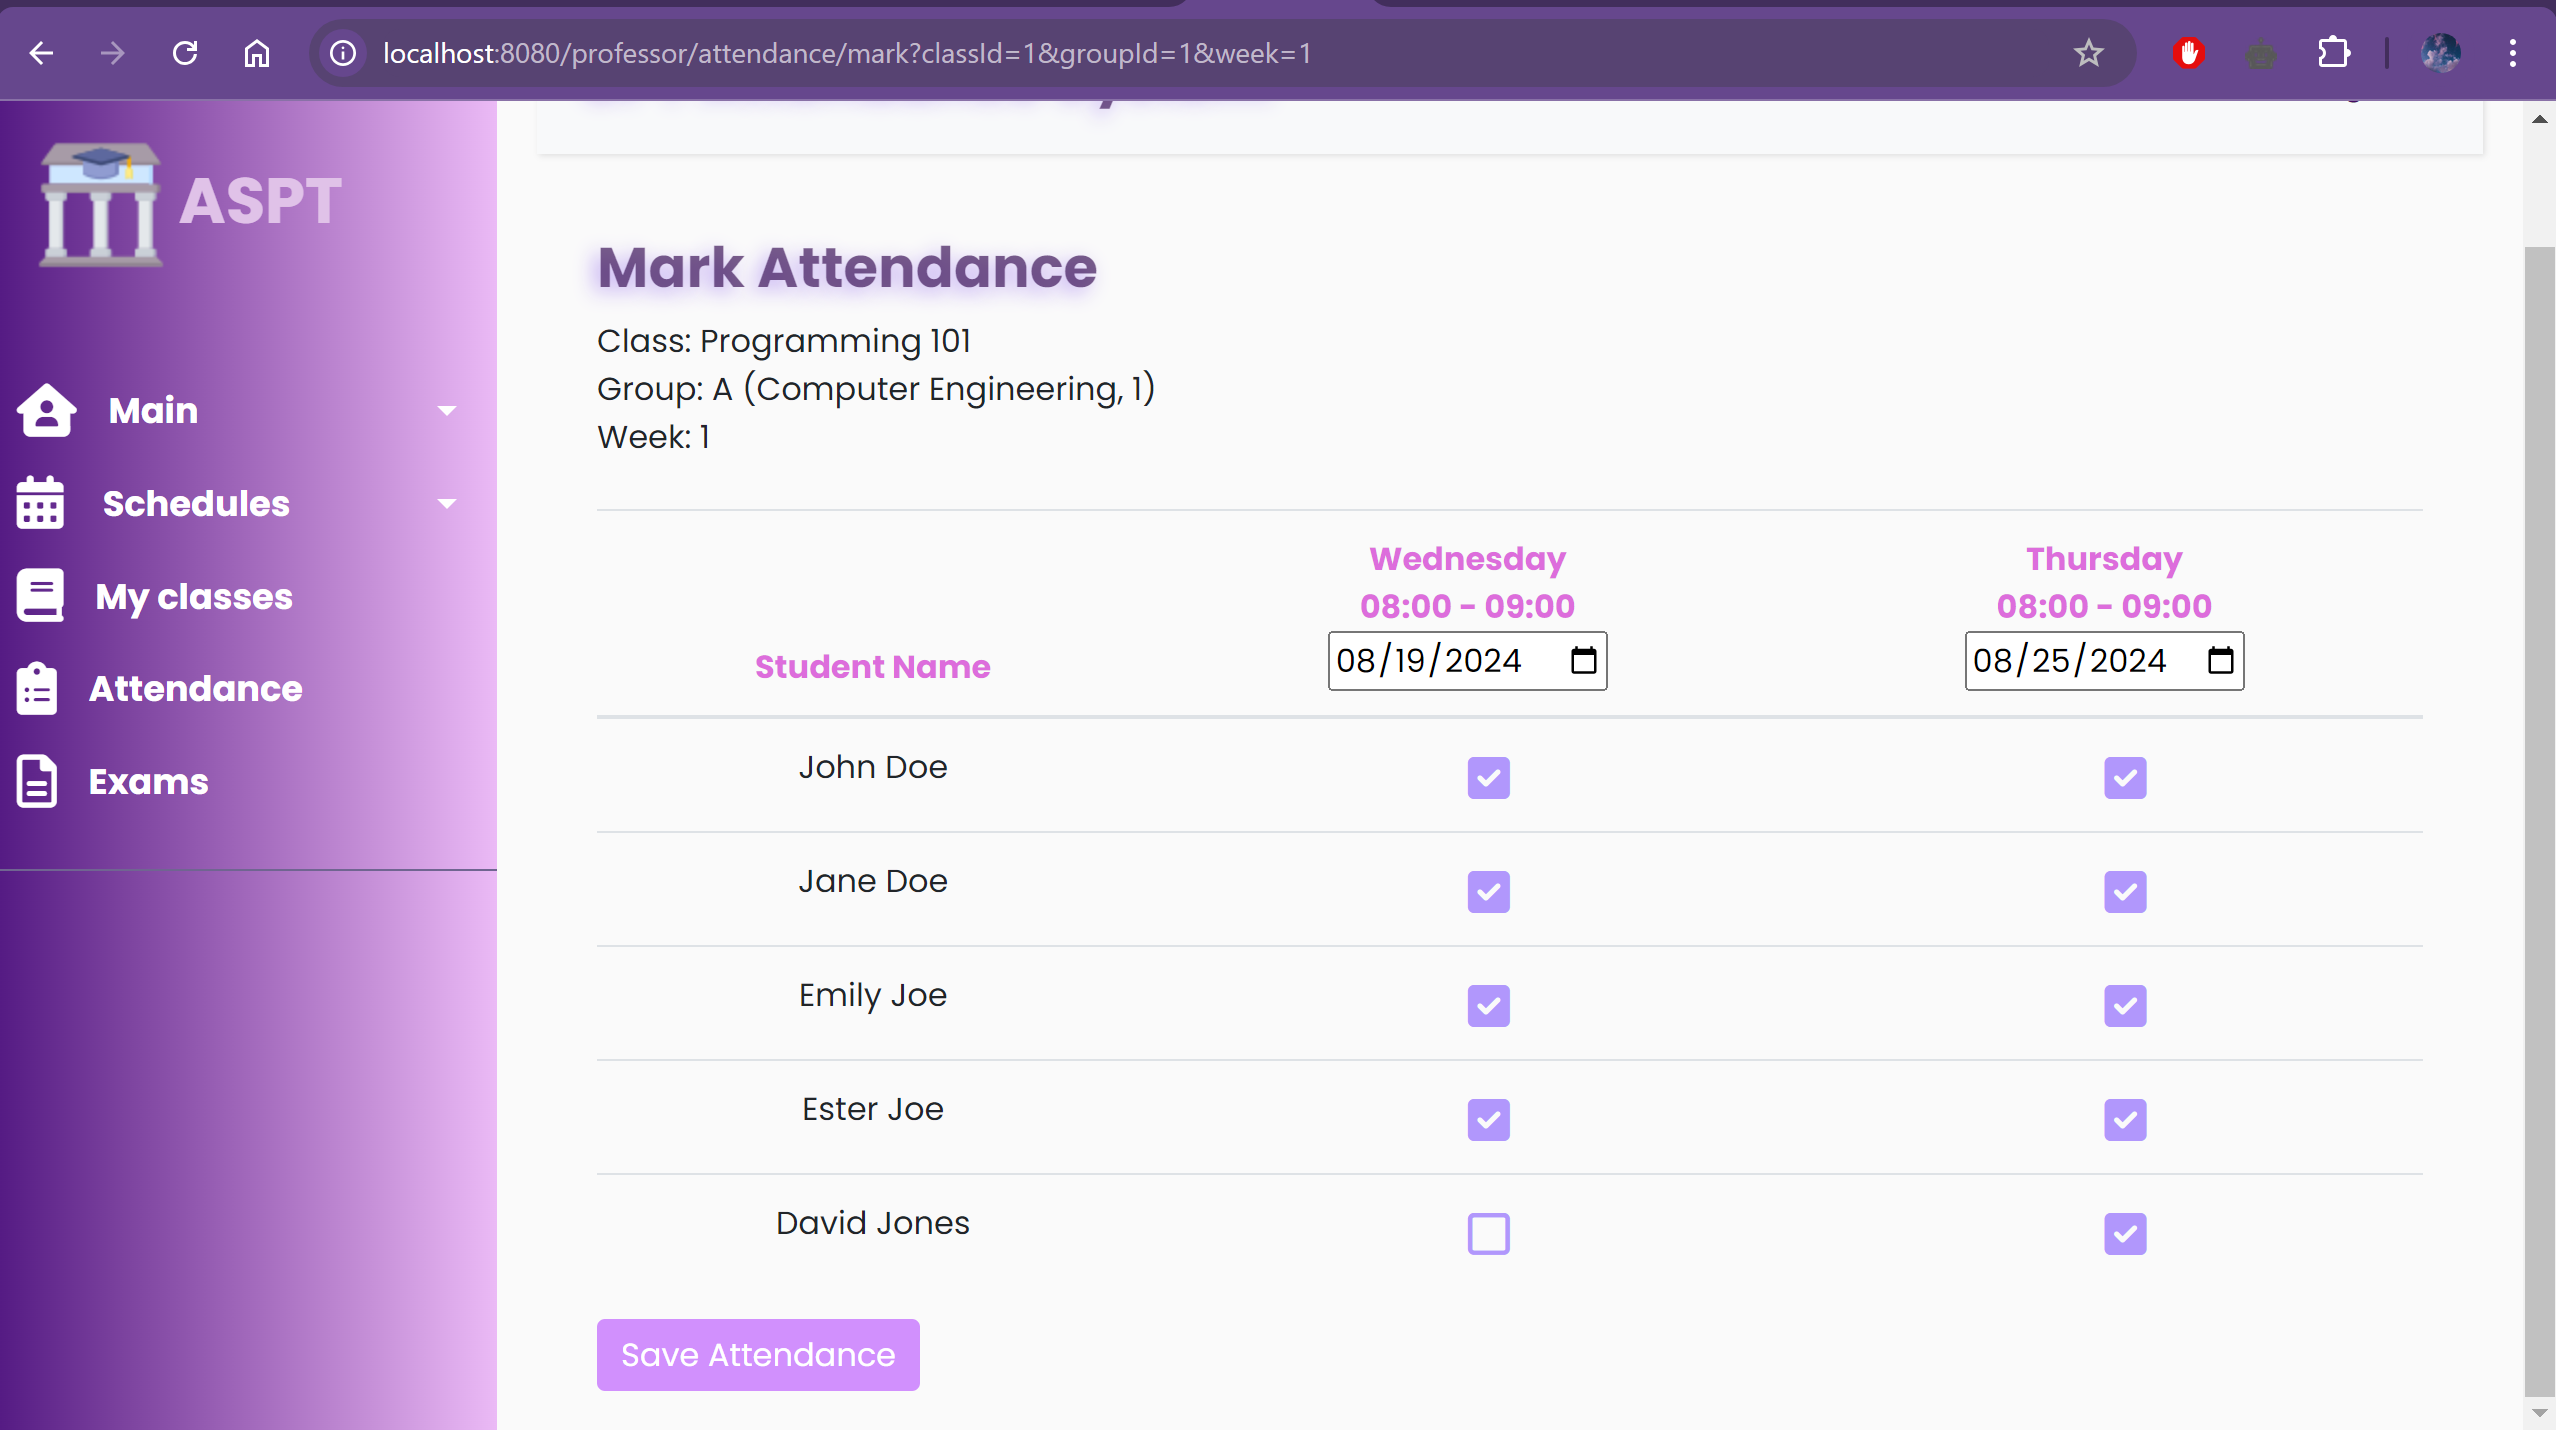 localhost:8080/professor/attendance/mark?classId=1&groupId=1&week=1
ASPT
Main
Schedules
My classes
Attendance
Exams
Mark Attendance
Class: Programming 101
Group: A (Computer Engineering, 1)
Week: 1
Student Name
Wednesday
08:00 - 09:00
08/19/2024
Thursday
08:00 - 09:00
08/25/2024
John Doe
Jane Doe
Emily Joe
Ester Joe
David Jones
Save Attendance